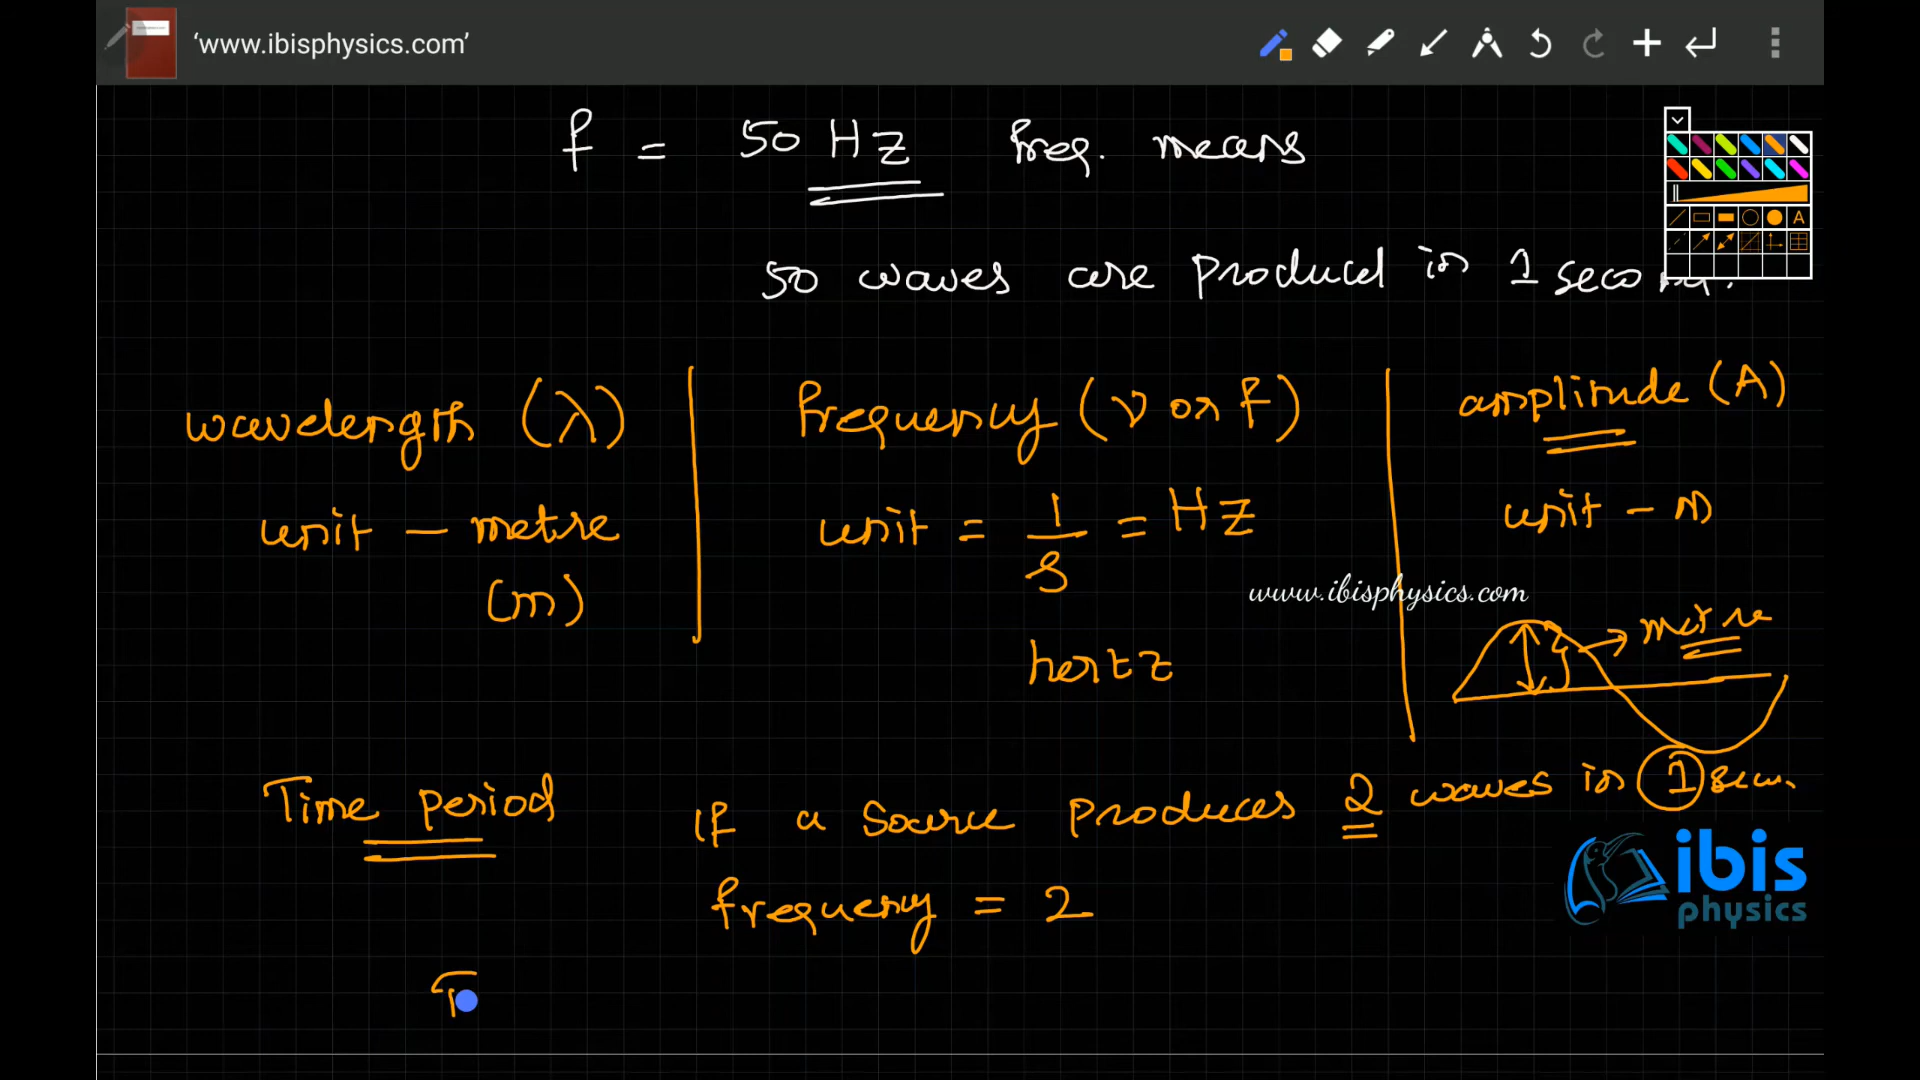 ‘www.ibisphysics.com’
f = 50 Hz freq. means
50 waves are produced in 1 second.
wavelength (λ)
unit – metre
(m)
frequency (ν or f)
unit = 1/s = Hz
hertz
amplitude (A)
unit – m
www.ibisphysics.com
metre
Time period
If a source produces 2 waves in 1 sec.
frequency = 2
T
ibis
physics
A